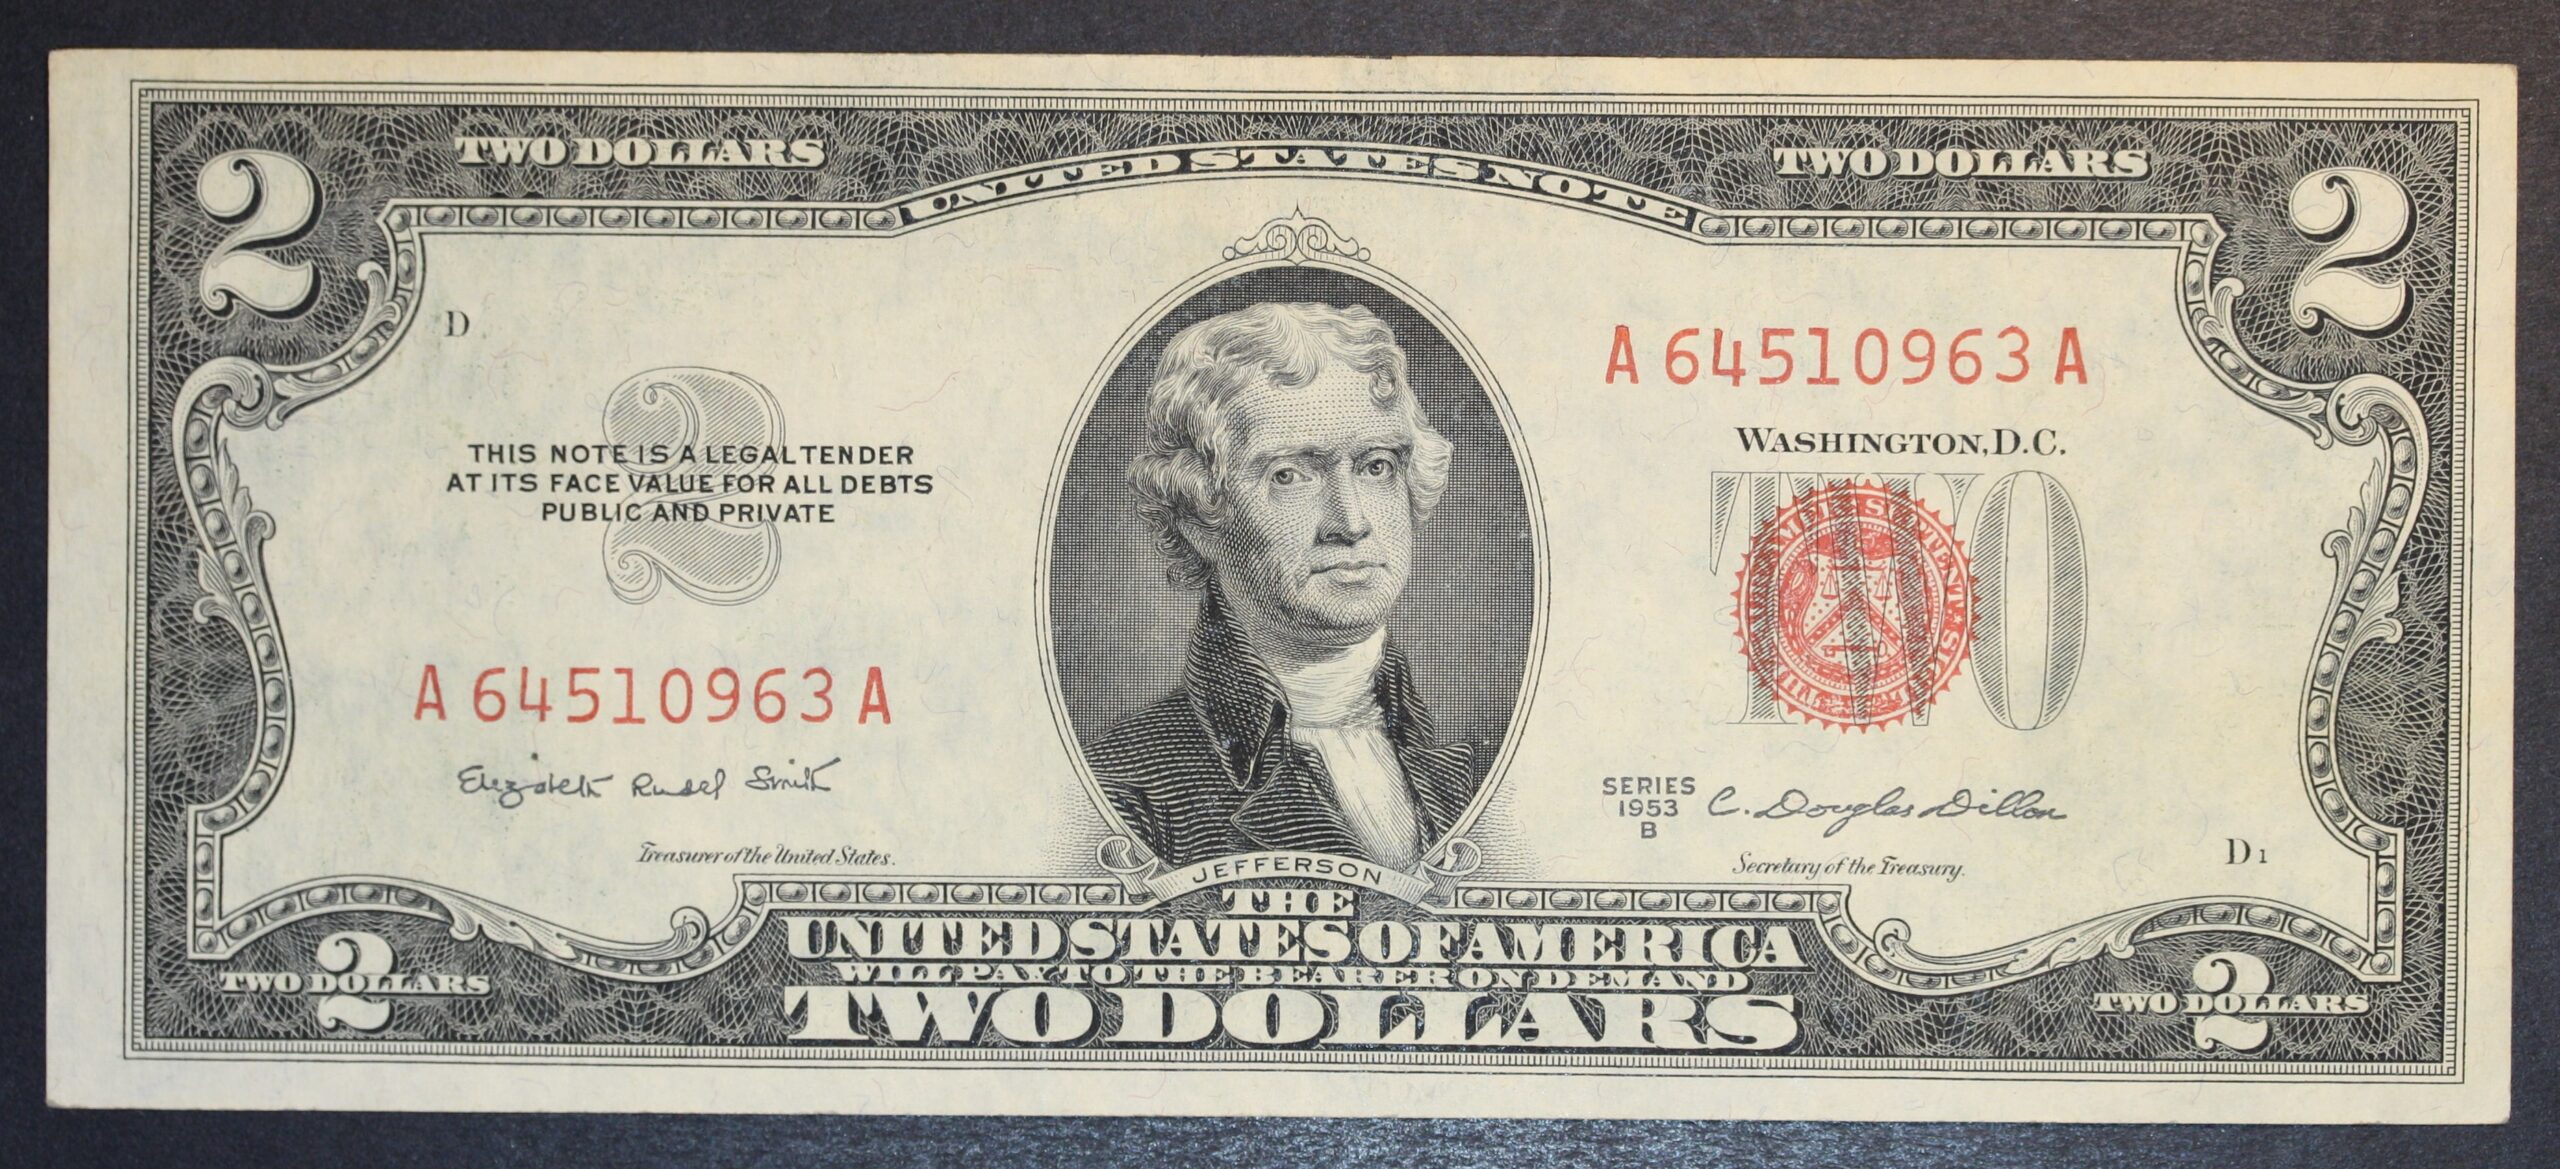 TWO DOLLARS
UNITED STATES NOTE
TWO DOLLARS
2
2
D
A 64510963 A
2
THIS NOTE IS A LEGAL TENDER
AT ITS FACE VALUE FOR ALL DEBTS
PUBLIC AND PRIVATE
WASHINGTON, D.C.
TWO
A 64510963 A
Elizabeth Rudel Smith
Treasurer of the United States.
SERIES
1953
B
C. Douglas Dillon
Secretary of the Treasury.
D 1
JEFFERSON
THE
UNITED STATES OF AMERICA
WILL PAY TO THE BEARER ON DEMAND
TWO DOLLARS
2
TWO DOLLARS
2
TWO DOLLARS